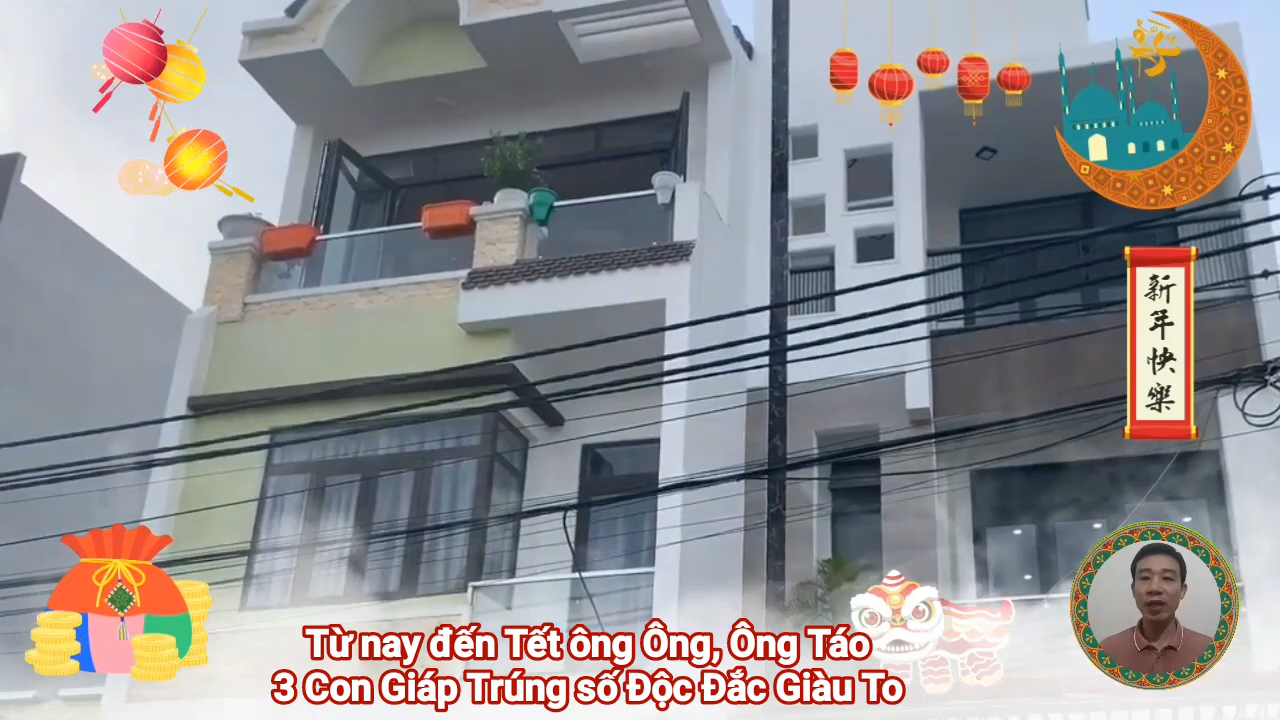 新年快樂
Từ nay đến Tết ông Ông, Ông Táo
3 Con Giáp Trúng số Độc Đắc Giàu To